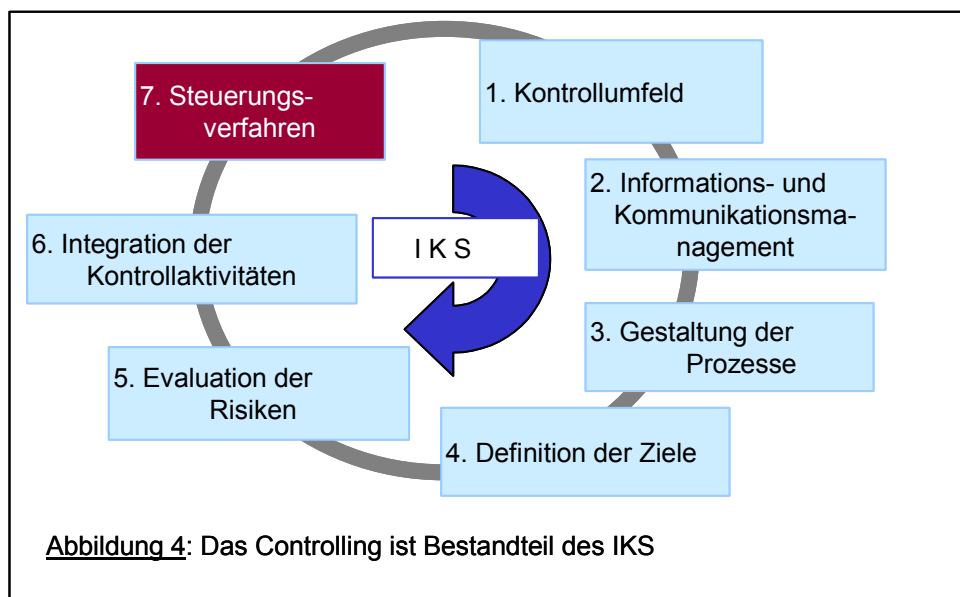 1. Kontrollumfeld
2. Informations- und
Kommunikationsma-
nagement
3. Gestaltung der
Prozesse
4. Definition der Ziele
5. Evaluation der
Risiken
6. Integration der
Kontrollaktivitäten
7. Steuerungs-
verfahren
I K S
Abbildung 4: Das Controlling ist Bestandteil des IKS